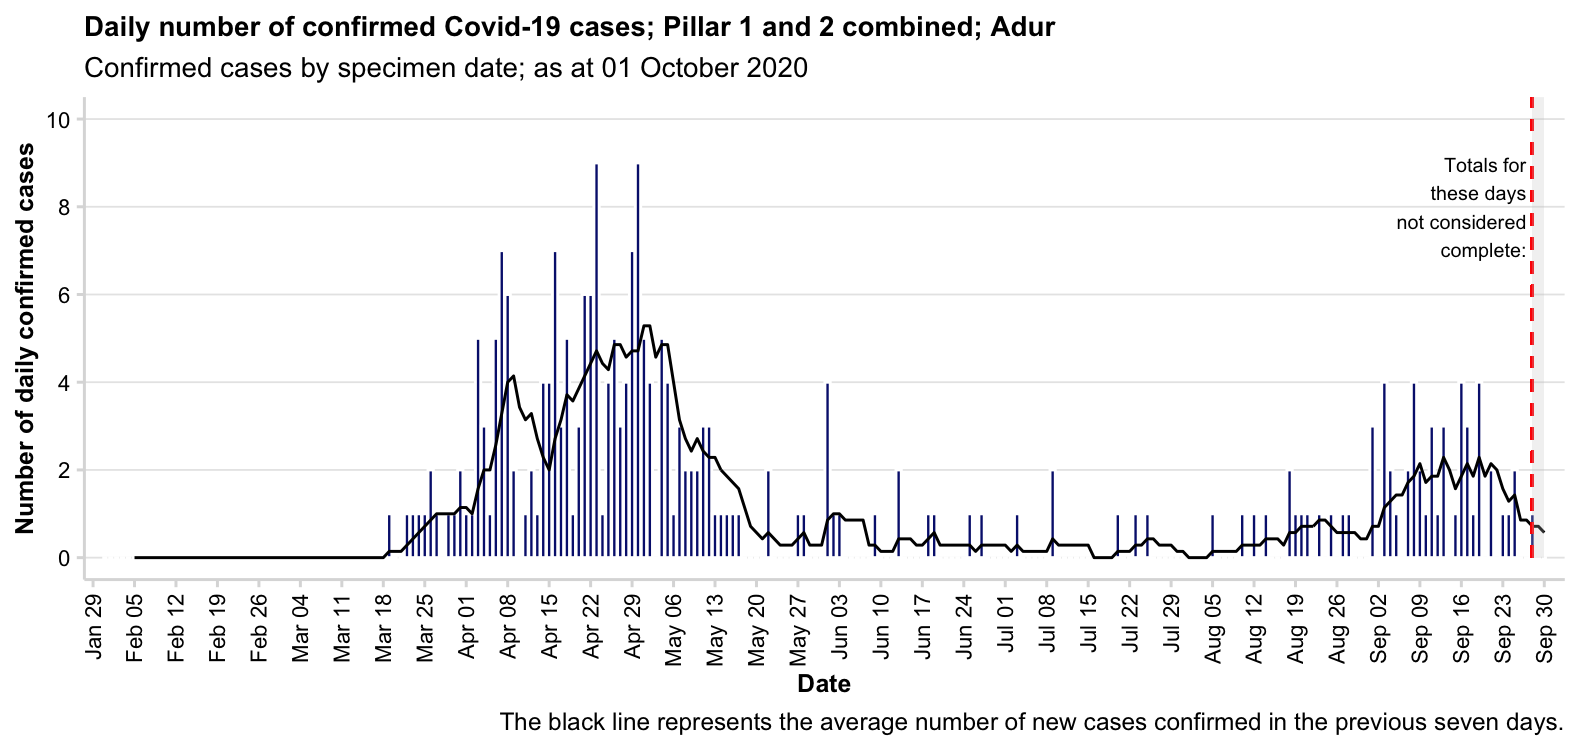 Daily number of confirmed Covid-19 cases; Pillar 1 and 2 combined; Adur
Confirmed cases by specimen date; as at 01 October 2020
Number of daily confirmed cases
10
8
6
4
2
0
Totals for
these days
not considered
complete:
Jan 29
Feb 05
Feb 12
Feb 19
Feb 26
Mar 04
Mar 11
Mar 18
Mar 25
Apr 01
Apr 08
Apr 15
Apr 22
Apr 29
May 06
May 13
May 20
May 27
Jun 03
Jun 10
Jun 17
Jun 24
Jul 01
Jul 08
Jul 15
Jul 22
Jul 29
Aug 05
Aug 12
Aug 19
Aug 26
Sep 02
Sep 09
Sep 16
Sep 23
Sep 30
Date
The black line represents the average number of new cases confirmed in the previous seven days.